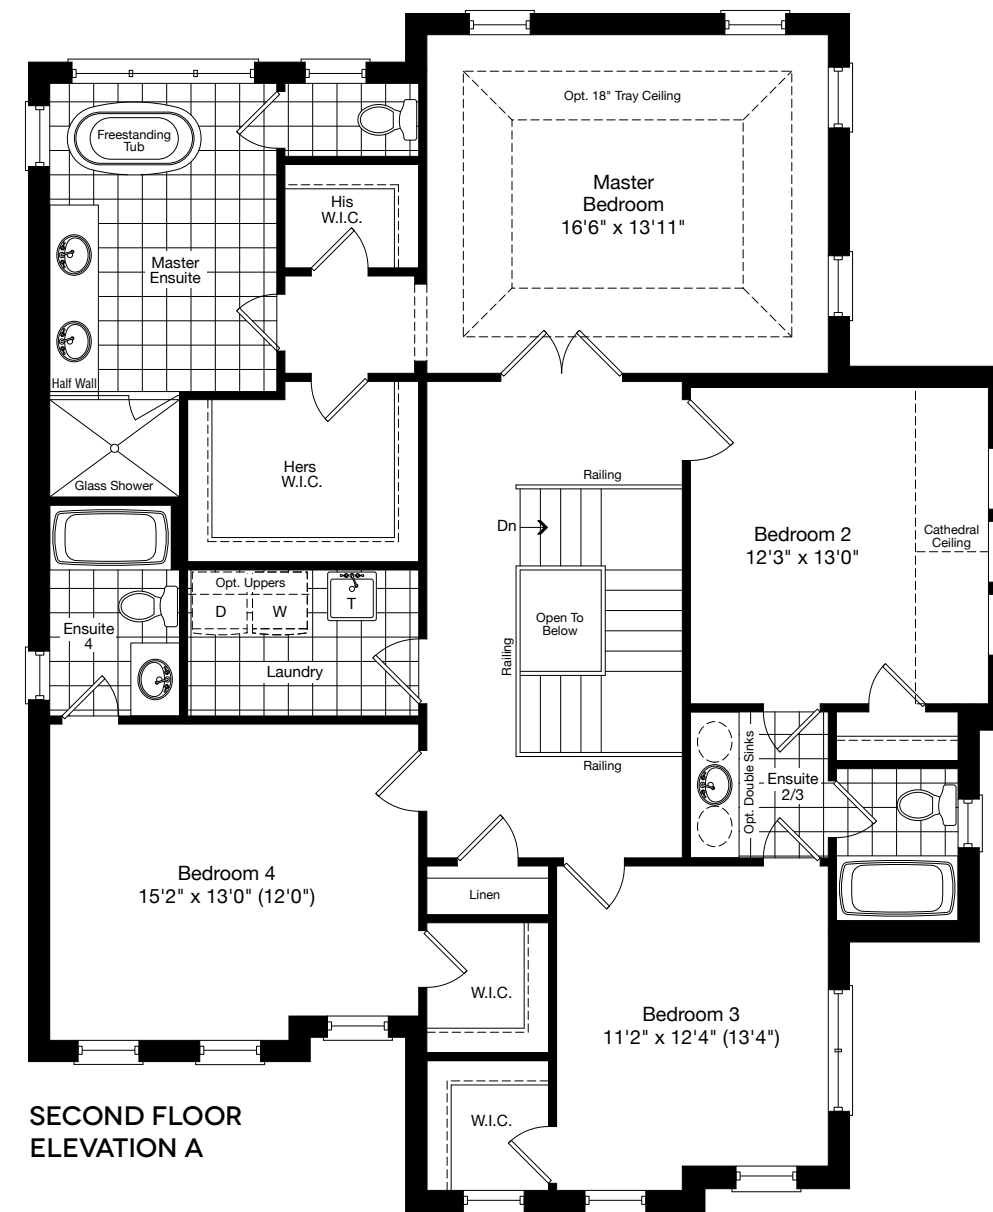 Opt. 18" Tray Ceiling
Freestanding
Tub
Master
Bedroom
16'6" x 13'11"
His
W.I.C.
Master
Ensuite
Half Wall
Glass Shower
Hers
W.I.C.
Railing
Dn
Bedroom 2
12'3" x 13'0"
Cathedral
Ceiling
Opt. Uppers
D
W
T
Open To
Below
Ensuite
4
Laundry
Railing
Railing
Opt. Double Sinks
Ensuite
2/3
Bedroom 4
15'2" x 13'0" (12'0")
Linen
W.I.C.
Bedroom 3
11'2" x 12'4" (13'4")
W.I.C.
SECOND FLOOR
ELEVATION A